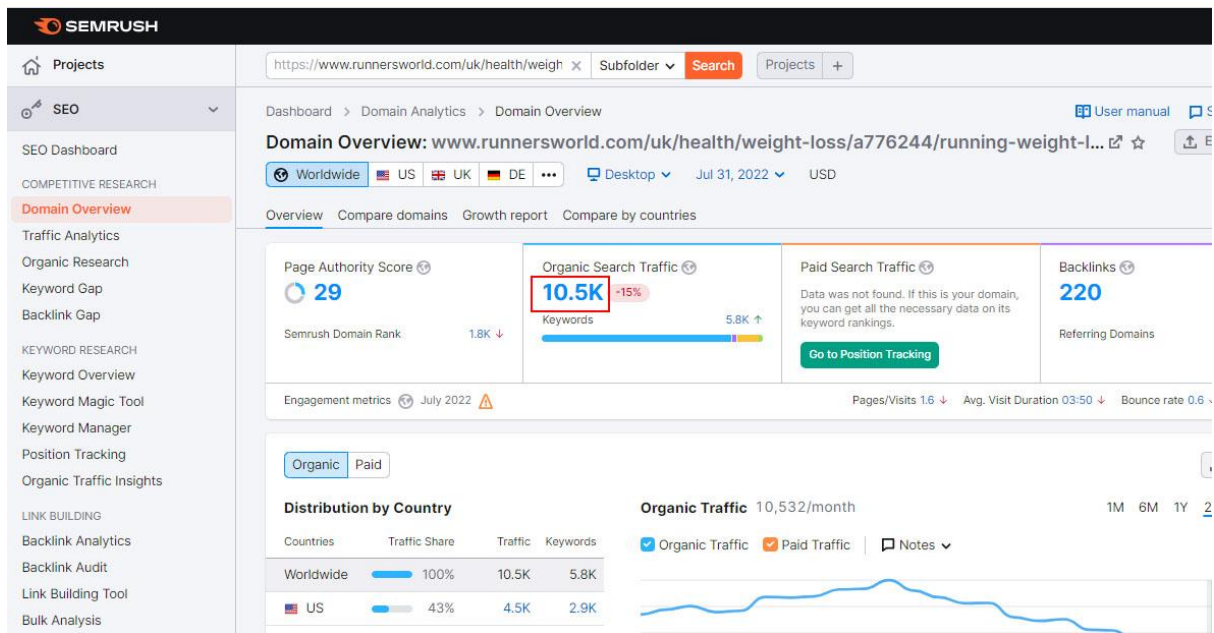 SEMRUSH
Projects
https://www.runnersworld.com/uk/health/weigh × Subfolder Search Projects +
SEO
Dashboard > Domain Analytics > Domain Overview User manual
SEO Dashboard
Domain Overview: www.runnersworld.com/uk/health/weight-loss/a776244/running-weight-l...
COMPETITIVE RESEARCH
Worldwide US UK DE ••• Desktop Jul 31, 2022 USD
Domain Overview
Overview Compare domains Growth report Compare by countries
Traffic Analytics
Organic Research
Keyword Gap
Backlink Gap
Page Authority Score Organic Search Traffic Paid Search Traffic Backlinks
29 10.5K -15% Data was not found. If this is your domain, 220
you can get all the necessary data on its
keyword rankings.
Semrush Domain Rank 1.8K ↓ Keywords 5.8K ↑ Go to Position Tracking Referring Domains
KEYWORD RESEARCH
Keyword Overview
Keyword Magic Tool
Engagement metrics July 2022 Pages/Visits 1.6 ↓ Avg. Visit Duration 03:50 ↓ Bounce rate 0.6
Keyword Manager
Position Tracking
Organic Traffic Insights
Organic Paid
LINK BUILDING
Distribution by Country Organic Traffic 10,532/month 1M 6M 1Y 2
Backlink Analytics
Countries Traffic Share Traffic Keywords Organic Traffic Paid Traffic Notes
Backlink Audit
Worldwide 100% 10.5K 5.8K
Link Building Tool
US 43% 4.5K 2.9K
Bulk Analysis